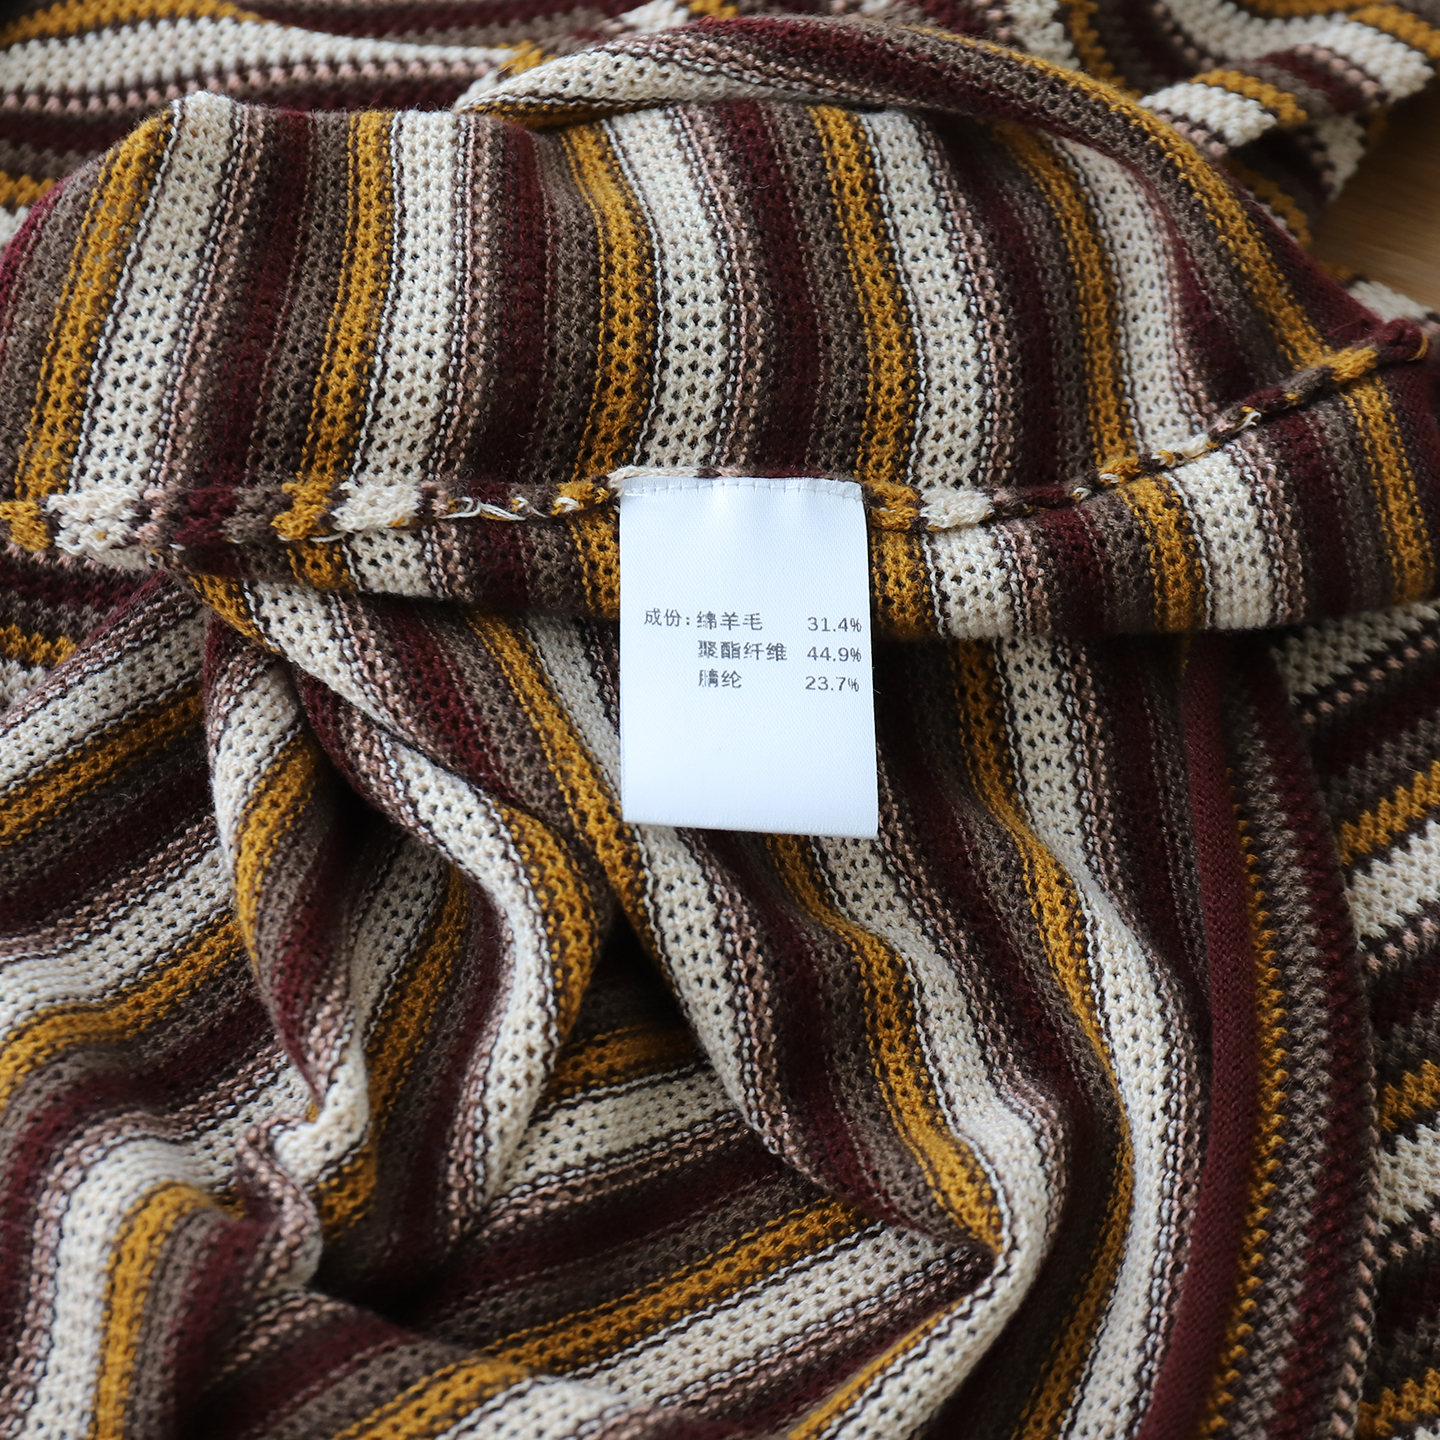 成份:绵羊毛 31.4%
聚酯纤维 44.9%
腈纶 23.7%